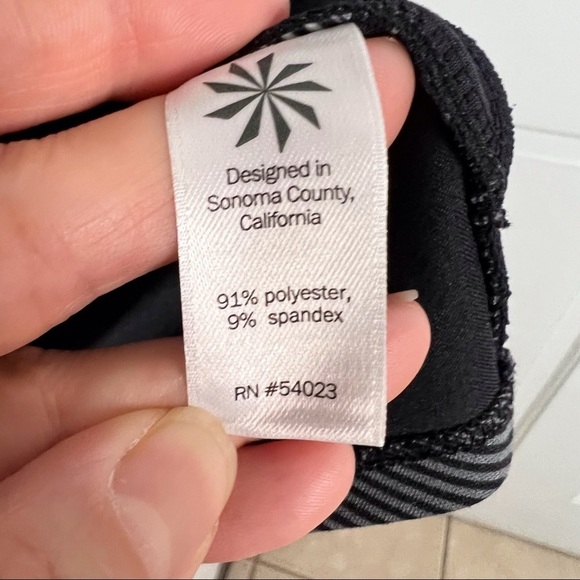 Designed in
Sonoma County,
California
91% polyester,
9% spandex
RN #54023